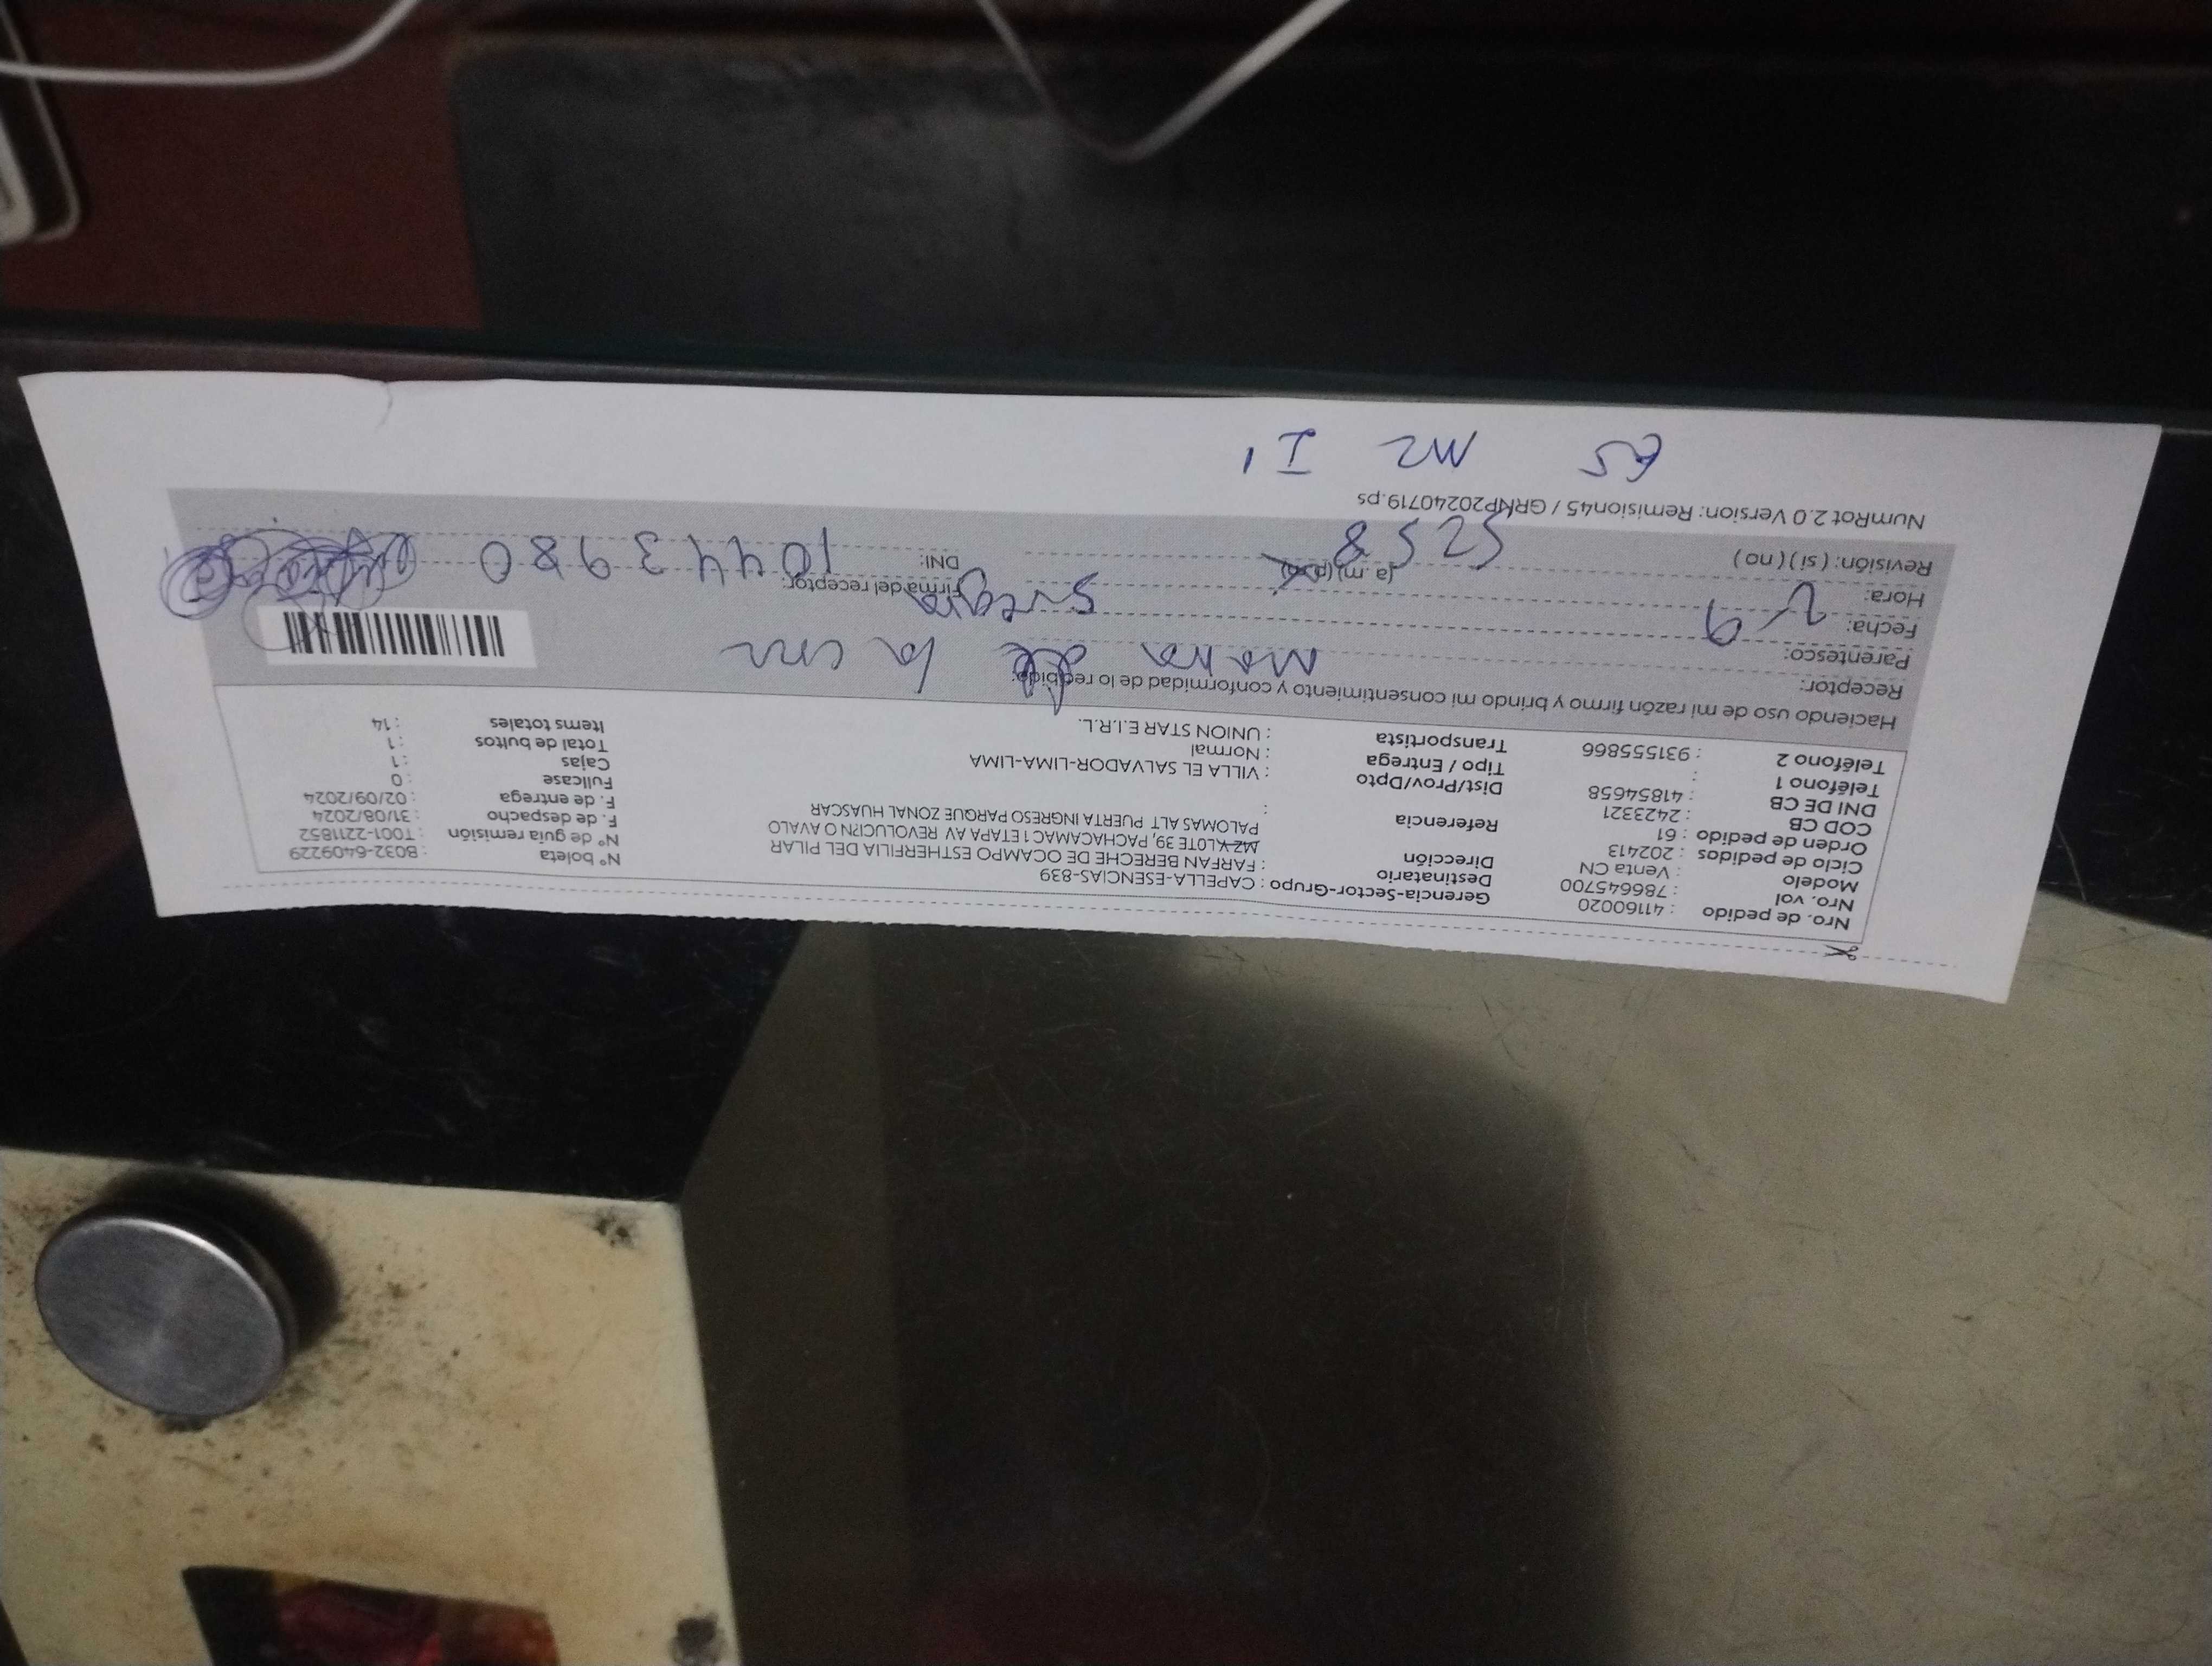 Nro. de pedido : 41160020
Nro. vol : 786645700
Modelo : Venta CN
Ciclo de pedidos : 202413
Orden de pedido : 61
COD CB : 2423321
DNI DE CB : 41854658
Teléfono 1 :
Teléfono 2 : 931555866
Gerencia-Sector-Grupo : CAPELLA-ESENCIAS-839
Destinatario : FARFAN BERECHE DE OCAMPO ESTHERFILIA DEL PILAR
Dirección LOTE 39, PACHACAMAC 1 ETAPA AV REVOLUCI?N O AVALO
PALOMAS ALT PUERTA INGRESO PARQUE ZONAL HUASCAR
Referencia :
Dist/Prov/Dpto : VILLA EL SALVADOR-LIMA-LIMA
Tipo / Entrega : Normal
Transportista : UNION STAR E.I.R.L.
N° boleta : B032-6409229
N° de guia remisión : T001-2211852
F. de despacho : 31/08/2024
F. de entrega : 02/09/2024
Fullcase : 0
Cajas : 1
Total de bultos : 1
Items totales : 14
Haciendo uso de mi razón firmo y brindo mi consentimiento y conformidad de lo recibido:
Receptor: de la
Parentesco: Suegra
Fecha: 2-9
Hora: (a. m) (p.m)
Firma del receptor:
Revisión: ( si ) ( no ) 5258
DNI: 10443980
NumRot 2.0 Version: Remision45 / GRNP20240719.ps
MZ I'